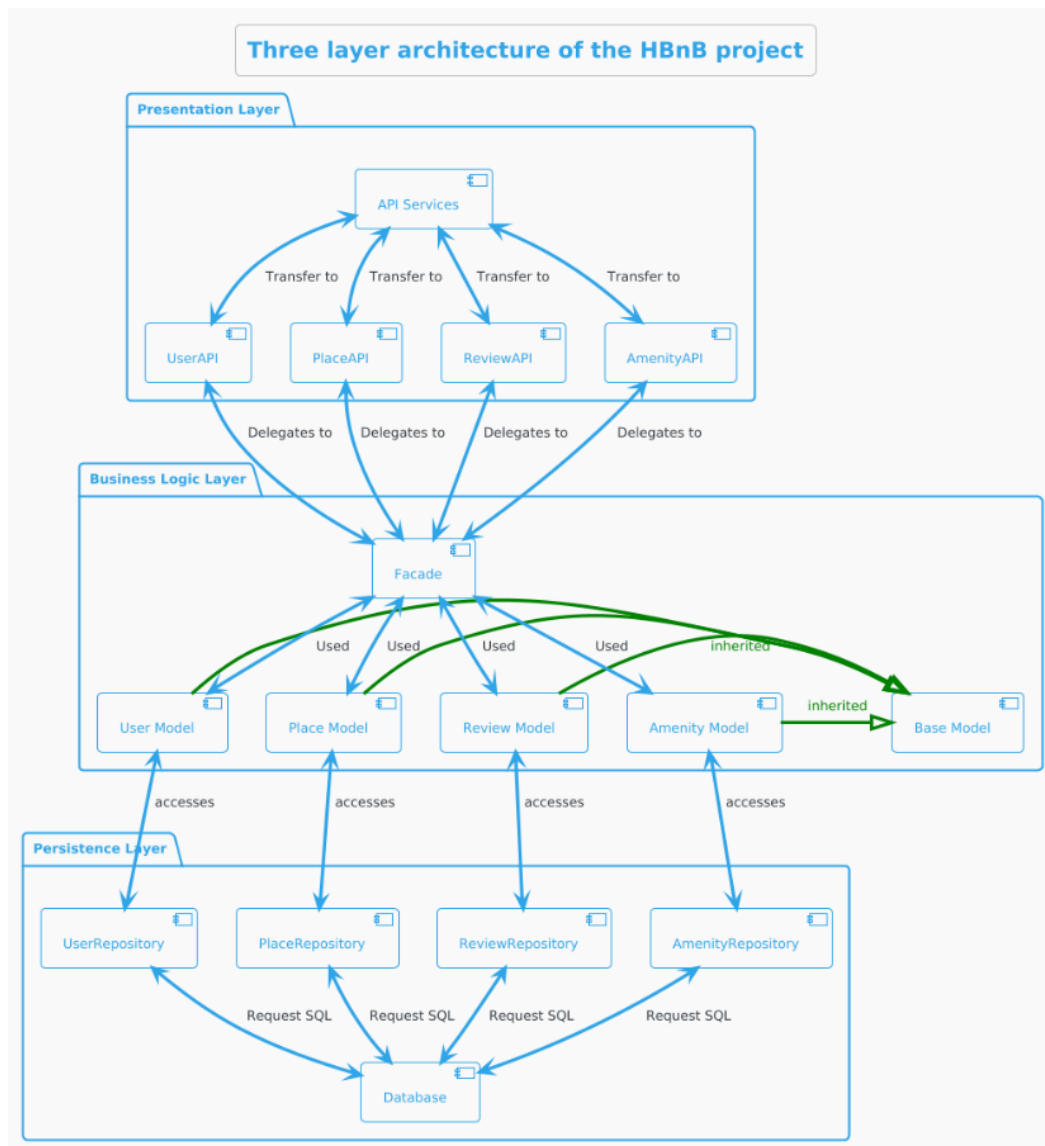 Three layer architecture of the HBnB project
Presentation Layer
API Services
Transfer to
Transfer to
Transfer to
Transfer to
UserAPI
PlaceAPI
ReviewAPI
AmenityAPI
Delegates to
Delegates to
Delegates to
Delegates to
Business Logic Layer
Facade
Used
Used
Used
Used
inherited
inherited
User Model
Place Model
Review Model
Amenity Model
Base Model
accesses
accesses
accesses
accesses
Persistence Layer
UserRepository
PlaceRepository
ReviewRepository
AmenityRepository
Request SQL
Request SQL
Request SQL
Request SQL
Database